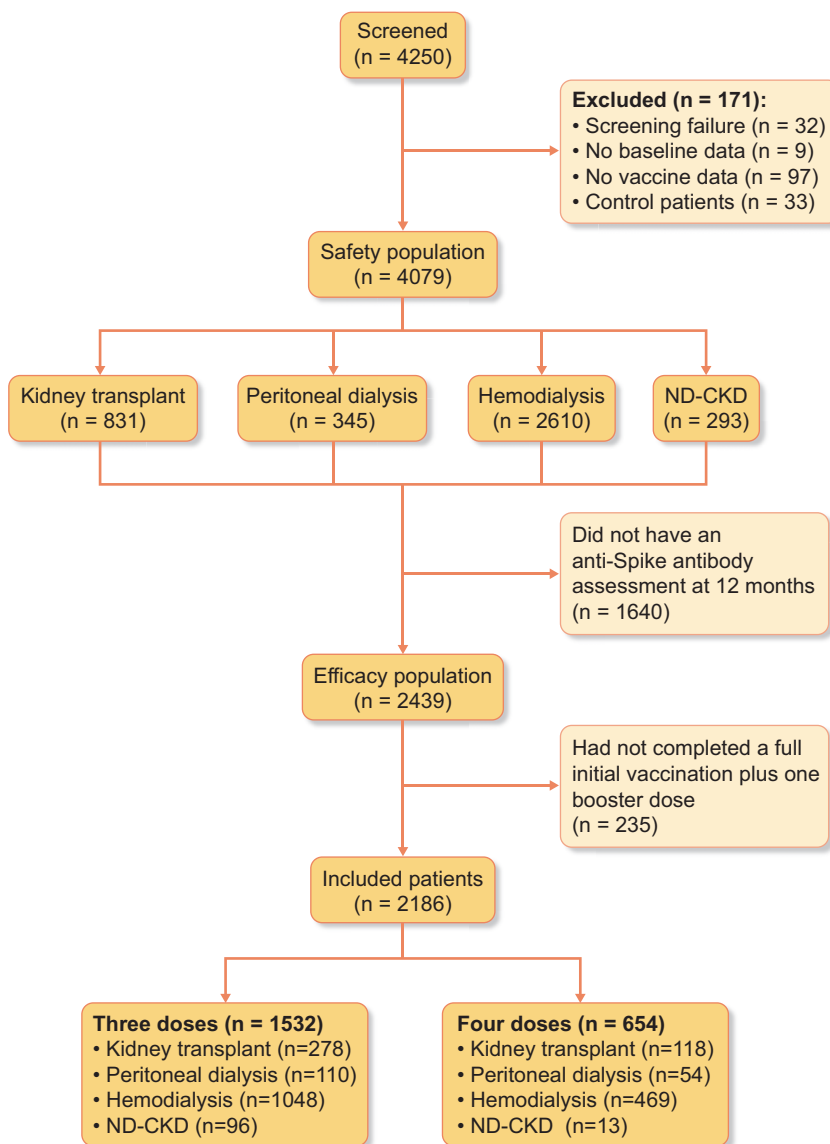 Screened
(n = 4250)
Excluded (n = 171):
• Screening failure (n = 32)
• No baseline data (n = 9)
• No vaccine data (n = 97)
• Control patients (n = 33)
Safety population
(n = 4079)
Kidney transplant
(n = 831)
Peritoneal dialysis
(n = 345)
Hemodialysis
(n = 2610)
ND-CKD
(n = 293)
Did not have an
anti-Spike antibody
assessment at 12 months
(n = 1640)
Efficacy population
(n = 2439)
Had not completed a full
initial vaccination plus one
booster dose
(n = 235)
Included patients
(n = 2186)
Three doses (n = 1532)
• Kidney transplant (n=278)
• Peritoneal dialysis (n=110)
• Hemodialysis (n=1048)
• ND-CKD (n=96)
Four doses (n = 654)
• Kidney transplant (n=118)
• Peritoneal dialysis (n=54)
• Hemodialysis (n=469)
• ND-CKD (n=13)